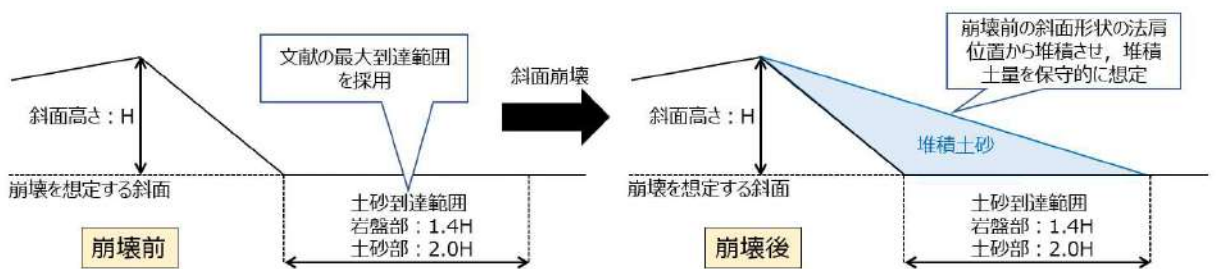 文献の最大到達範囲
を採用
斜面高さ：H
崩壊を想定する斜面
土砂到達範囲
岩盤部：1.4H
土砂部：2.0H
崩壊前
斜面崩壊
崩壊前の斜面形状の法肩
位置から堆積させ，堆積
土量を保守的に想定
斜面高さ：H
堆積土砂
崩壊を想定する斜面
土砂到達範囲
岩盤部：1.4H
土砂部：2.0H
崩壊後